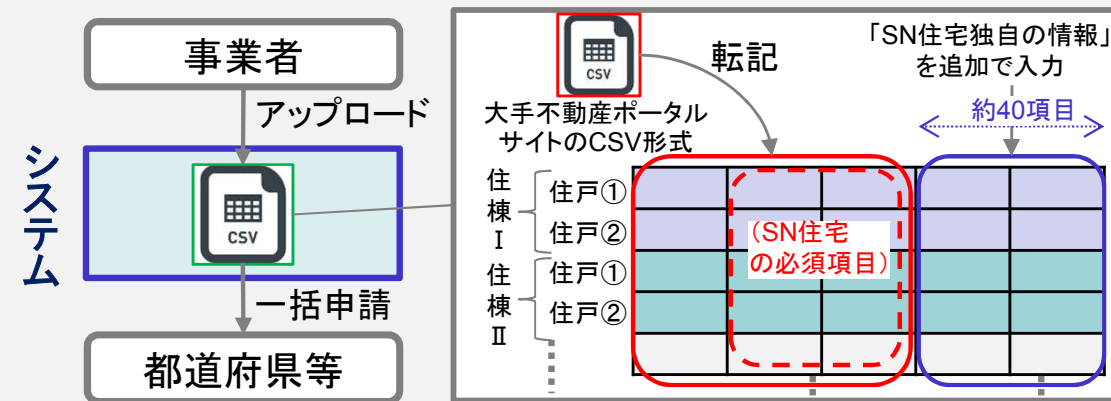 事業者
アップロード
システム
CSV
一括申請
都道府県等
CSV
大手不動産ポータル
サイトのCSV形式
転記
「SN住宅独自の情報」
を追加で入力
約40項目
住棟Ⅰ
住戸①
住戸②
住棟Ⅱ
住戸①
住戸②
（SN住宅
の必須項目）